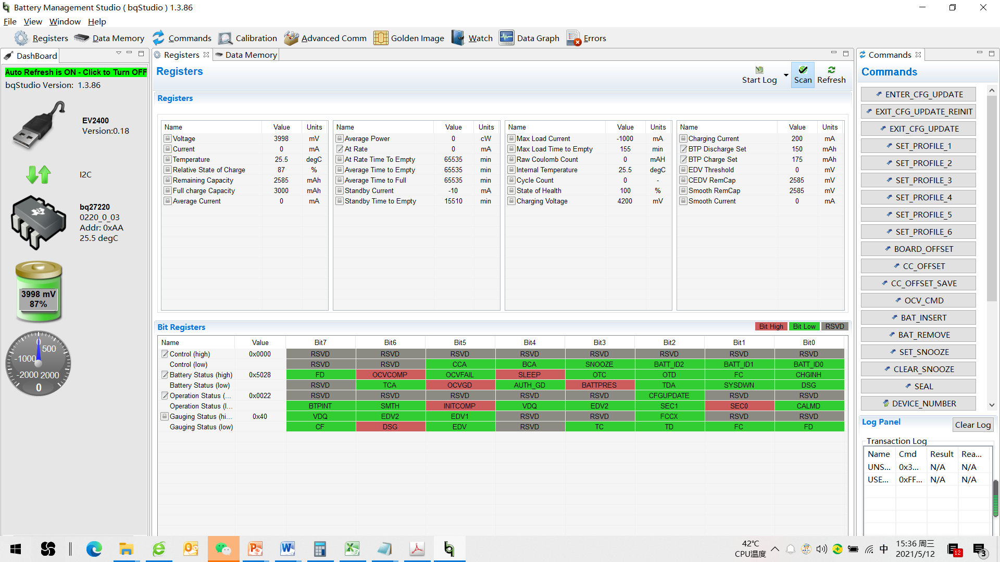 Battery Management Studio ( bqStudio ) 1.3.86
File View Window Help
Registers Data Memory Commands Calibration Advanced Comm Golden Image Watch Data Graph Errors
DashBoard
Auto Refresh is ON - Click to Turn OFF
bqStudio Version: 1.3.86
EV2400
Version:0.18
I2C
bq27220
0220_0_03
Addr: 0xAA
25.5 degC
3998 mV
87%
0
500
-1000
-2000 2000
0
Registers Data Memory
Registers
Start Log Scan Refresh
Registers
Name Value Units
Voltage 3998 mV
Current 0 mA
Temperature 25.5 degC
Relative State of Charge 87 %
Remaining Capacity 2585 mAh
Full charge Capacity 3000 mAh
Average Current 0 mA
Name Value Units
Average Power 0 cW
At Rate 0 mA
At Rate Time To Empty 65535 min
Average Time to Empty 65535 min
Average Time to Full 65535 min
Standby Current -10 mA
Standby Time to Empty 15510 min
Name Value Units
Max Load Current -1000 mA
Max Load Time to Empty 155 min
Raw Coulomb Count 0 mAH
Internal Temperature 25.5 degC
Cycle Count 0 -
State of Health 100 %
Charging Voltage 4200 mV
Name Value Units
Charging Current 200 mA
BTP Discharge Set 150 mAh
BTP Charge Set 175 mAh
EDV Threshold 0 mV
CEDV RemCap 2585 mV
Smooth RemCap 2585 mV
Smooth Current 0 mA
Bit Registers
Bit High Bit Low RSVD
Name Value Bit7 Bit6 Bit5 Bit4 Bit3 Bit2 Bit1 Bit0
Control (high) 0x0000 RSVD RSVD RSVD RSVD RSVD RSVD RSVD RSVD
Control (low) RSVD RSVD CCA BCA SNOOZE BATT_ID2 BATT_ID1 BATT_ID0
Battery Status (high) 0x5028 FD OCVCOMP OCVFAIL SLEEP OTC OTD FC CHGINH
Battery Status (low) RSVD TCA OCVGD AUTH_GD BATTPRES TDA SYSDWN DSG
Operation Status (... 0x0022 RSVD RSVD RSVD RSVD RSVD CFGUPDATE RSVD RSVD
Operation Status (l... BTPINT SMTH INITCOMP VDQ EDV2 SEC1 SEC0 CALMD
Gauging Status (hi... 0x40 VDQ EDV2 EDV1 RSVD RSVD FCCX RSVD RSVD
Gauging Status (low) CF DSG EDV RSVD TC TD FC FD
Commands
Commands
ENTER_CFG_UPDATE
EXIT_CFG_UPDATE_REINIT
EXIT_CFG_UPDATE
SET_PROFILE_1
SET_PROFILE_2
SET_PROFILE_3
SET_PROFILE_4
SET_PROFILE_5
SET_PROFILE_6
BOARD_OFFSET
CC_OFFSET
CC_OFFSET_SAVE
OCV_CMD
BAT_INSERT
BAT_REMOVE
SET_SNOOZE
CLEAR_SNOOZE
SEAL
DEVICE_NUMBER
Log Panel
Clear Log
Transaction Log
Name Cmd Result Rea...
UNS... 0x3... N/A N/A
USE... 0xFF... N/A N/A
42℃
CPU温度
中
15:36 周三
2021/5/12
12
3